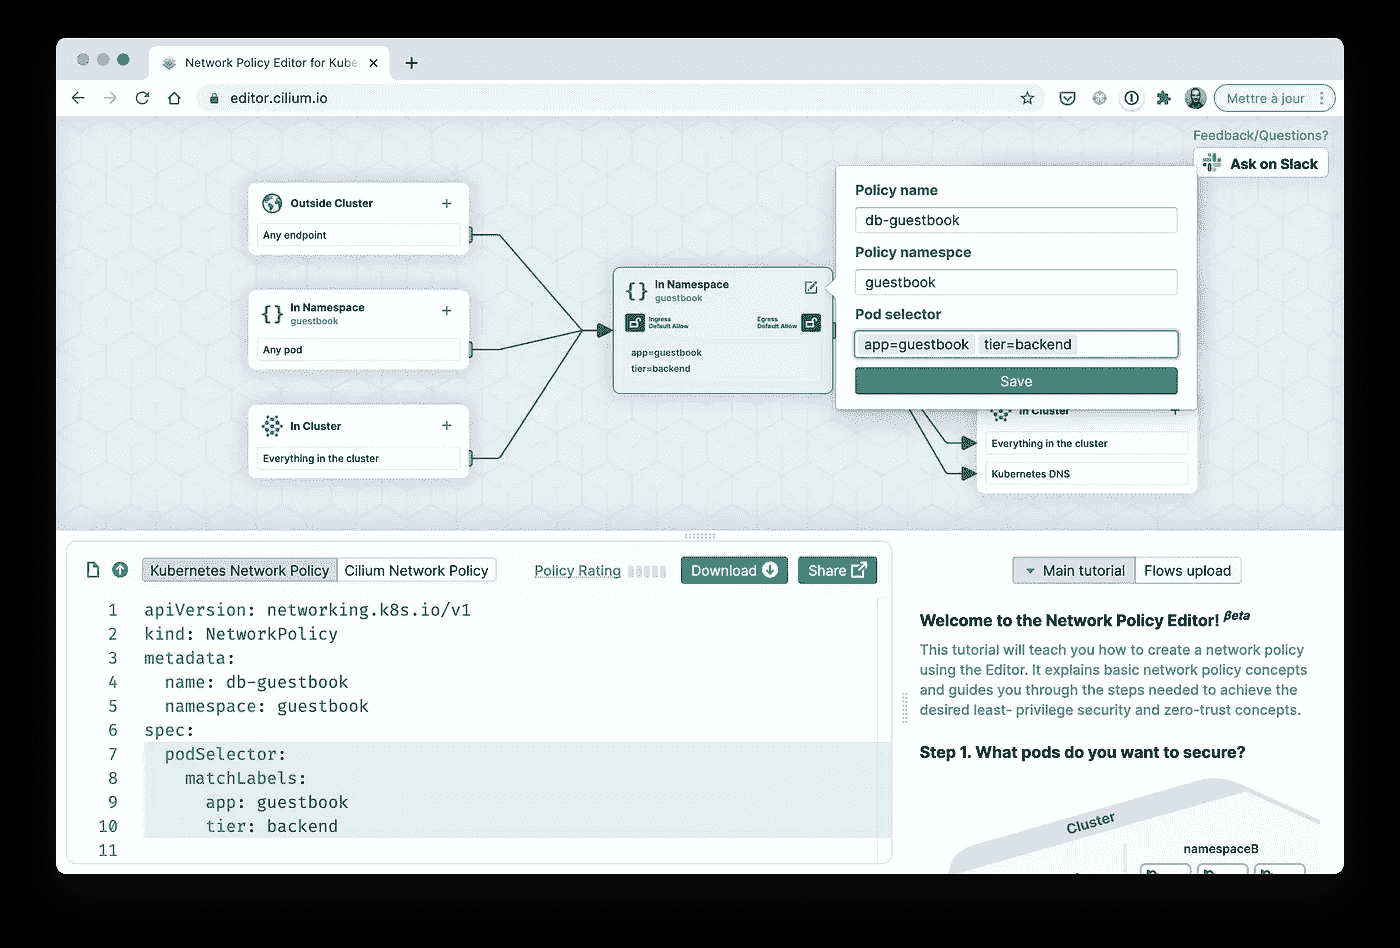 Network Policy Editor for Kube
editor.cilium.io
Mettre à jour
Feedback/Questions?
Ask on Slack
Outside Cluster
Any endpoint
In Namespace
guestbook
Any pod
In Cluster
Everything in the cluster
In Namespace
guestbook
Ingress
Default Allow
Egress
Default Allow
app=guestbook
tier=backend
Policy name
db-guestbook
Policy namespce
guestbook
Pod selector
app=guestbook tier=backend
Save
In Cluster
Everything in the cluster
Kubernetes DNS
Kubernetes Network Policy Cilium Network Policy Policy Rating Download Share
1 apiVersion: networking.k8s.io/v1
2 kind: NetworkPolicy
3 metadata:
4 name: db-guestbook
5 namespace: guestbook
6 spec:
7 podSelector:
8 matchLabels:
9 app: guestbook
10 tier: backend
11
Main tutorial Flows upload
Welcome to the Network Policy Editor! βeta
This tutorial will teach you how to create a network policy
using the Editor. It explains basic network policy concepts
and guides you through the steps needed to achieve the
desired least- privilege security and zero-trust concepts.
Step 1. What pods do you want to secure?
Cluster
namespaceB